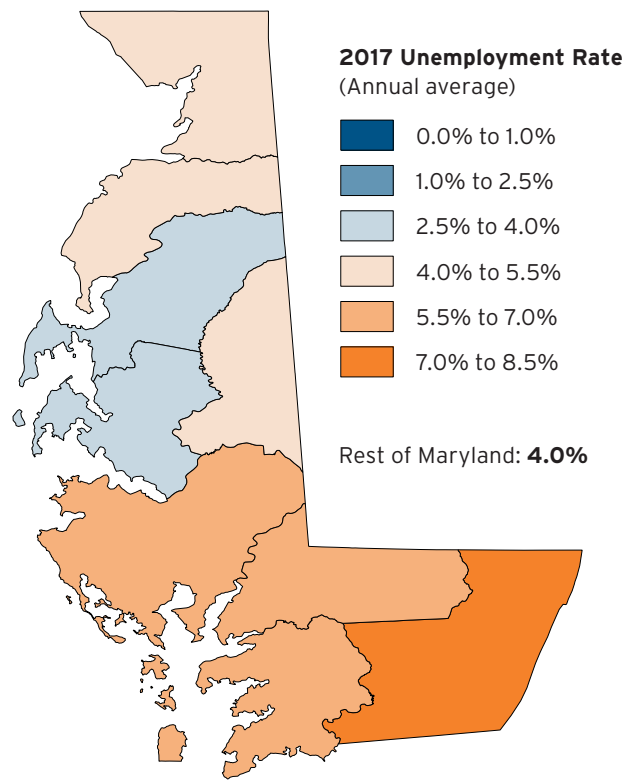 2017 Unemployment Rate
(Annual average)
0.0% to 1.0%
1.0% to 2.5%
2.5% to 4.0%
4.0% to 5.5%
5.5% to 7.0%
7.0% to 8.5%
Rest of Maryland: 4.0%